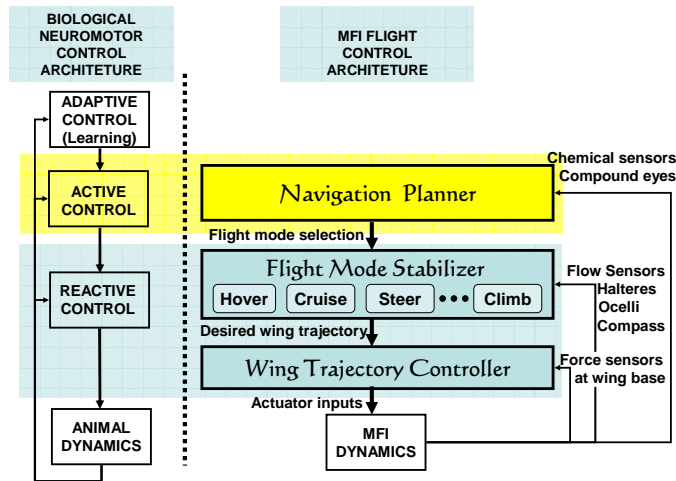 BIOLOGICAL
NEUROMOTOR
CONTROL
ARCHITETURE
MFI FLIGHT
CONTROL
ARCHITETURE
ADAPTIVE
CONTROL
(Learning)
ACTIVE
CONTROL
REACTIVE
CONTROL
ANIMAL
DYNAMICS
Chemical sensors
Compound eyes
Navigation Planner
Flight mode selection
Flight Mode Stabilizer
Hover Cruise Steer ••• Climb
Flow Sensors
Halteres
Ocelli
Compass
Desired wing trajectory
Wing Trajectory Controller
Force sensors
at wing base
Actuator inputs
MFI
DYNAMICS